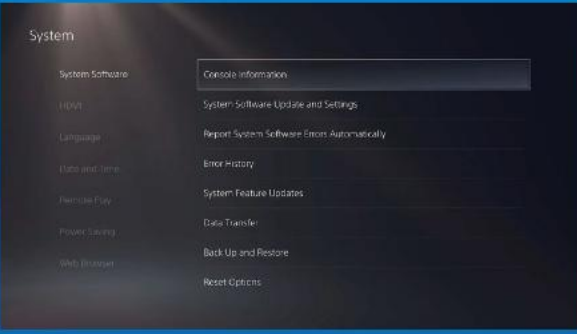 System
System Software
HDMI
Language
Date and Time
Remote Play
Power Saving
Web Browser
Console Information
System Software Update and Settings
Report System Software Errors Automatically
Error History
System Feature Updates
Data Transfer
Back Up and Restore
Reset Options